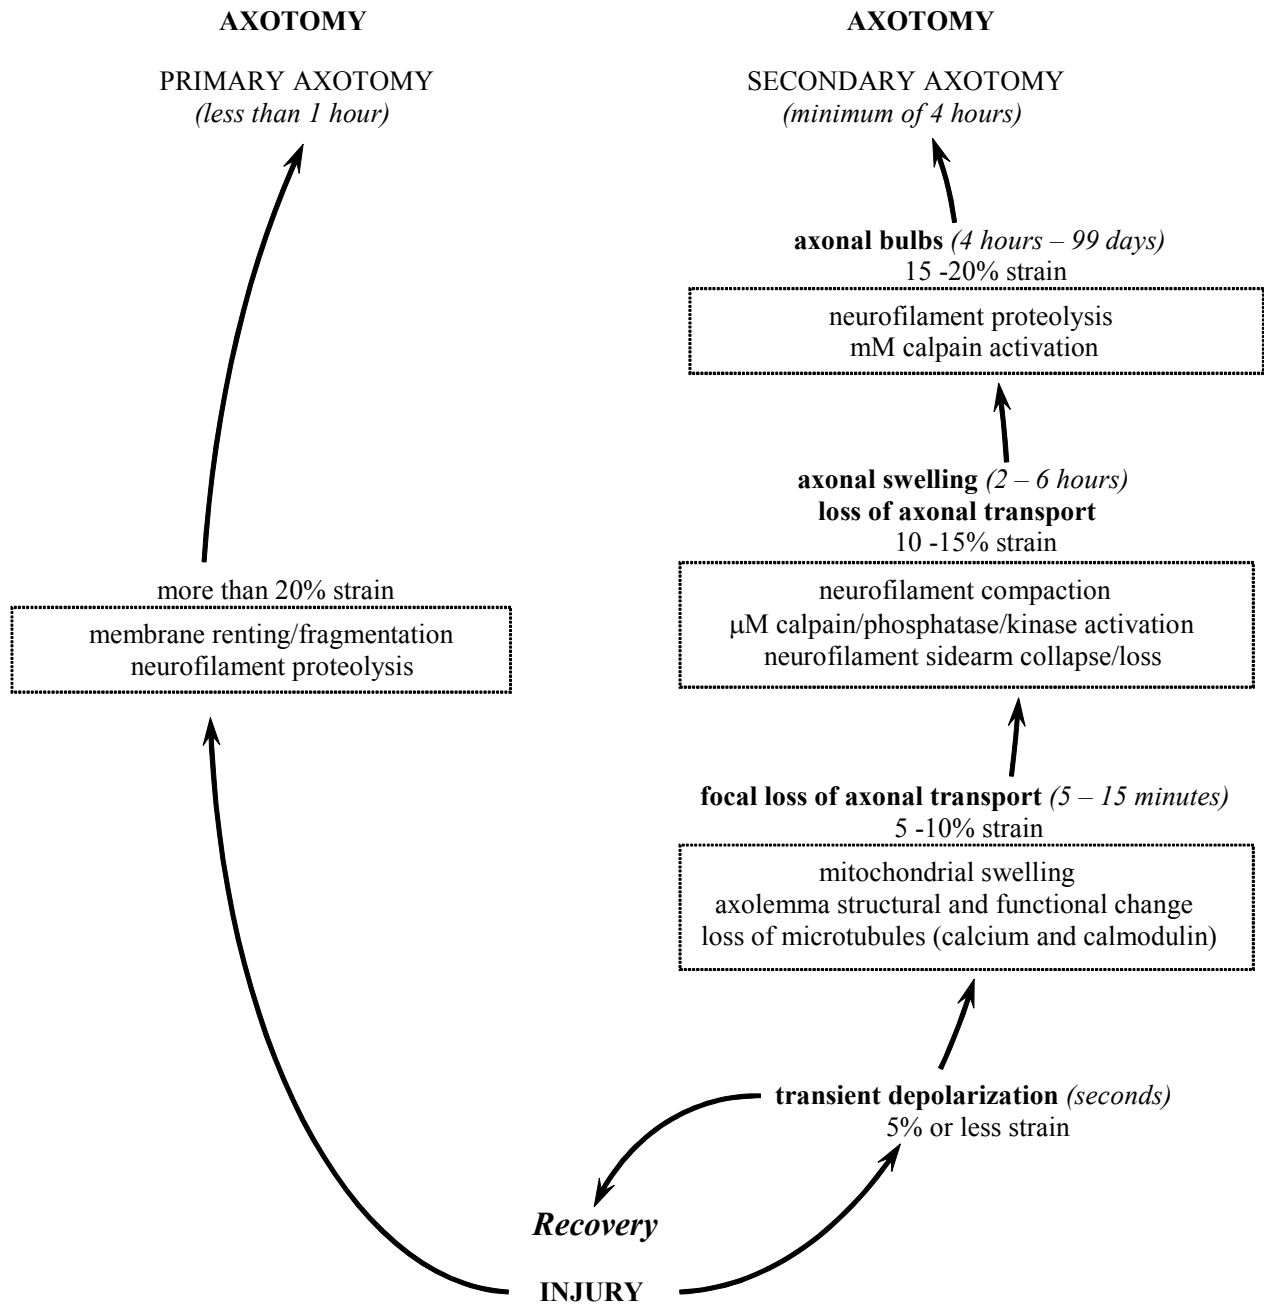 AXOTOMY
PRIMARY AXOTOMY
(less than 1 hour)
more than 20% strain
membrane renting/fragmentation
neurofilament proteolysis
AXOTOMY
SECONDARY AXOTOMY
(minimum of 4 hours)
axonal bulbs (4 hours – 99 days)
15 -20% strain
neurofilament proteolysis
mM calpain activation
axonal swelling (2 – 6 hours)
loss of axonal transport
10 -15% strain
neurofilament compaction
μM calpain/phosphatase/kinase activation
neurofilament sidearm collapse/loss
focal loss of axonal transport (5 – 15 minutes)
5 -10% strain
mitochondrial swelling
axolemma structural and functional change
loss of microtubules (calcium and calmodulin)
transient depolarization (seconds)
5% or less strain
Recovery
INJURY